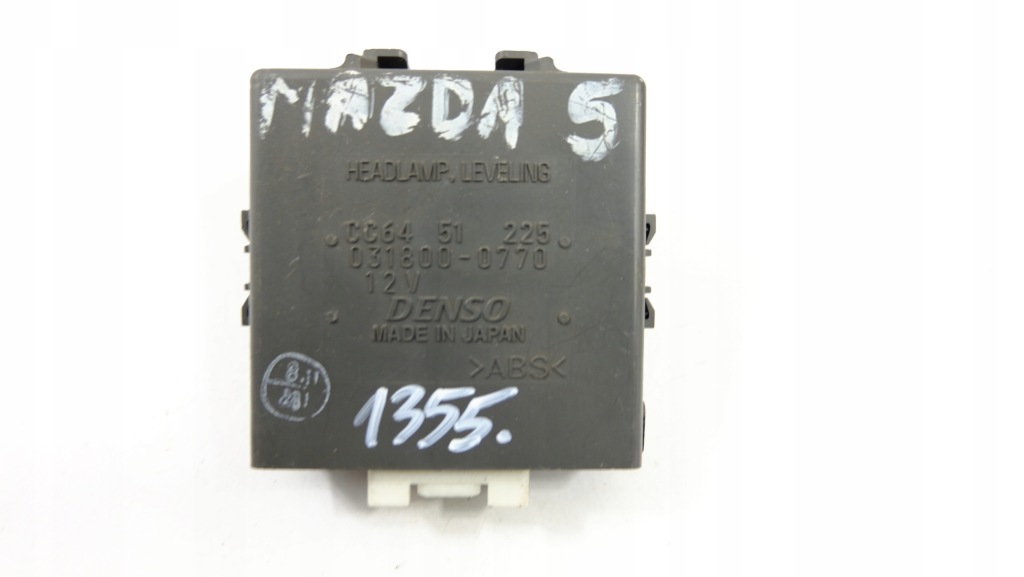 MAZDA 5
HEADLAMP, LEVELING
CC64 51 225
031800-0770
12V
DENSO
MADE IN JAPAN
>ABS<
1355.